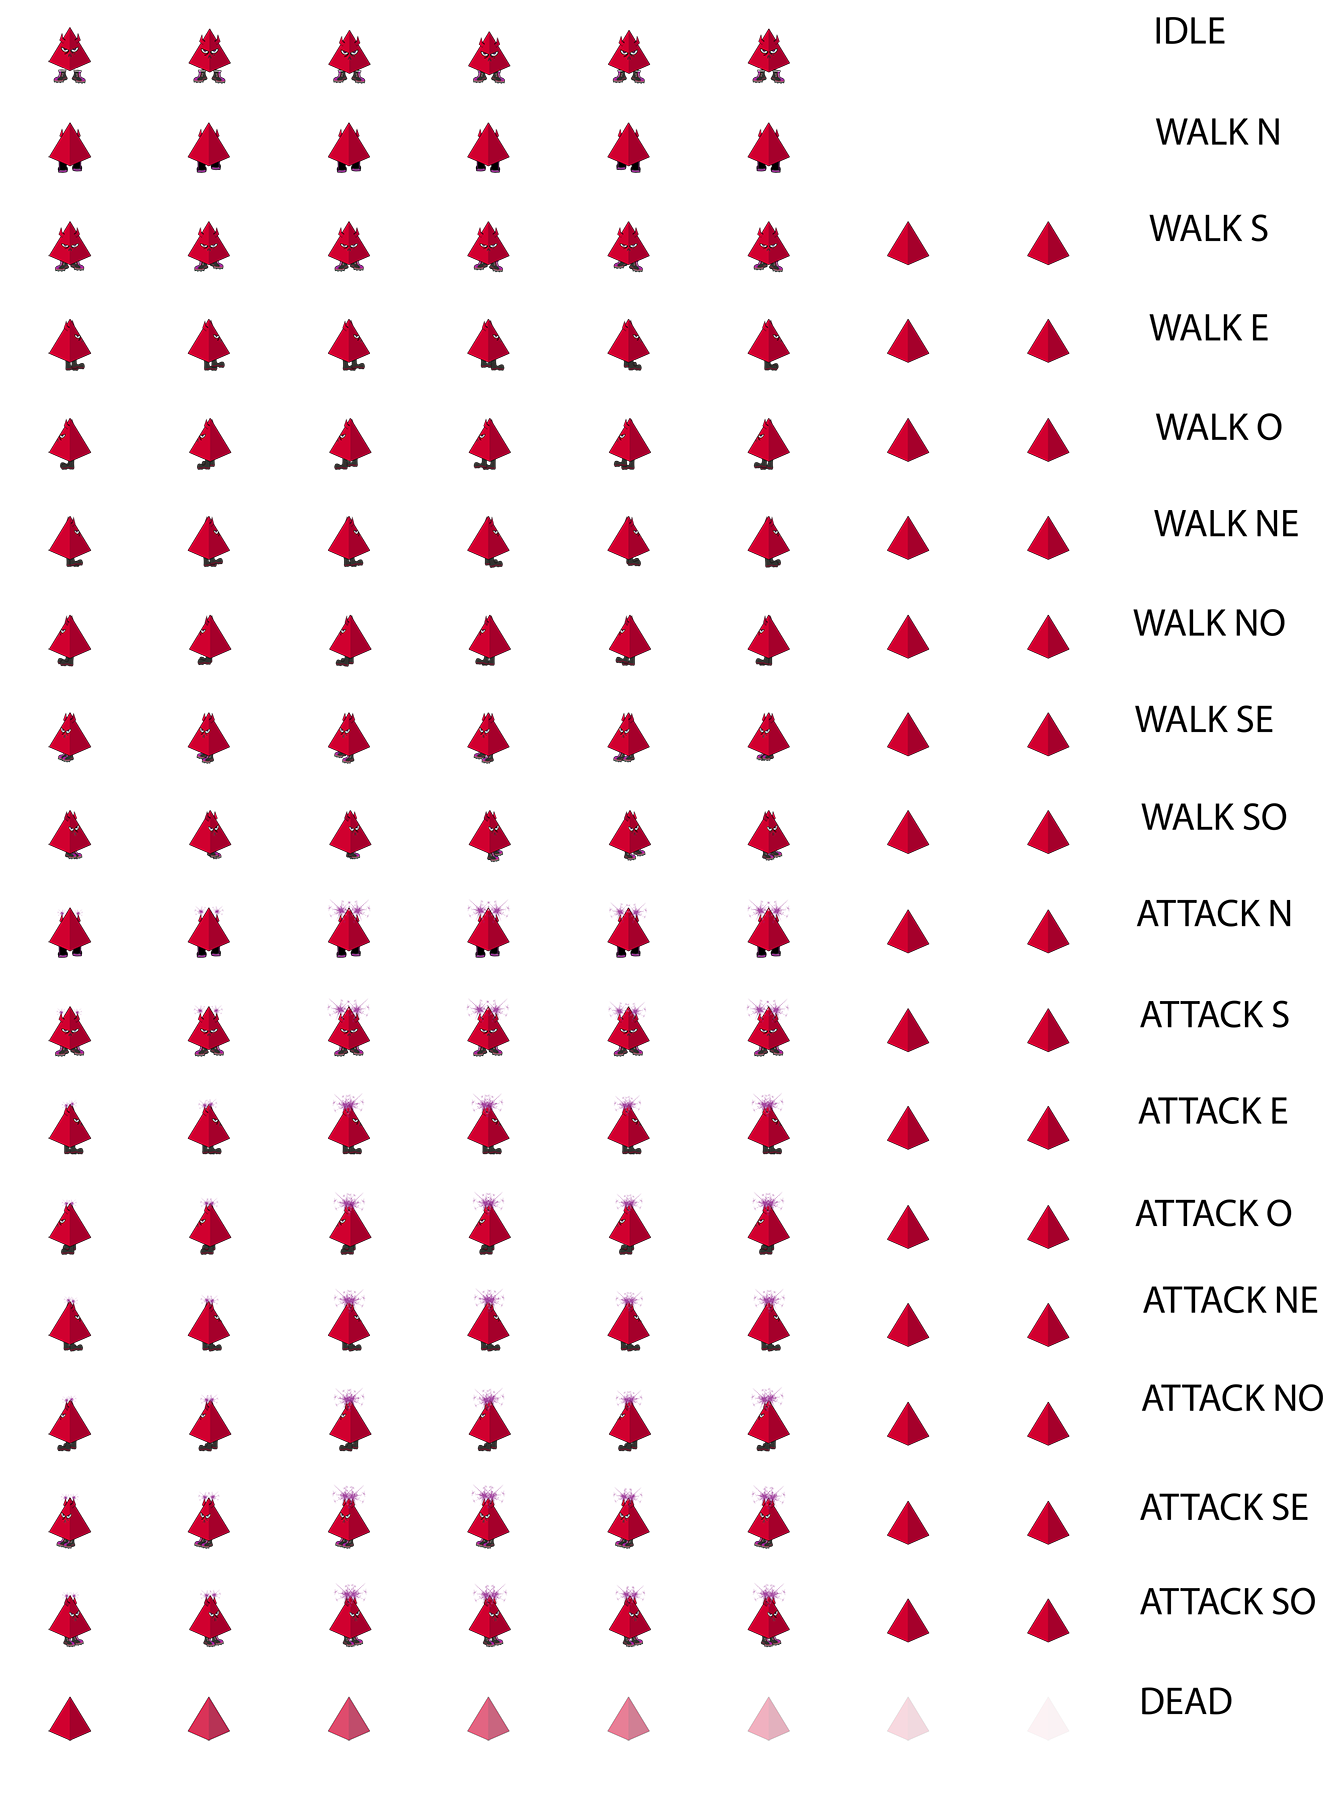 IDLE
WALK N
WALK S
WALK E
WALK O
WALK NE
WALK NO
WALK SE
WALK SO
ATTACK N
ATTACK S
ATTACK E
ATTACK O
ATTACK NE
ATTACK NO
ATTACK SE
ATTACK SO
DEAD